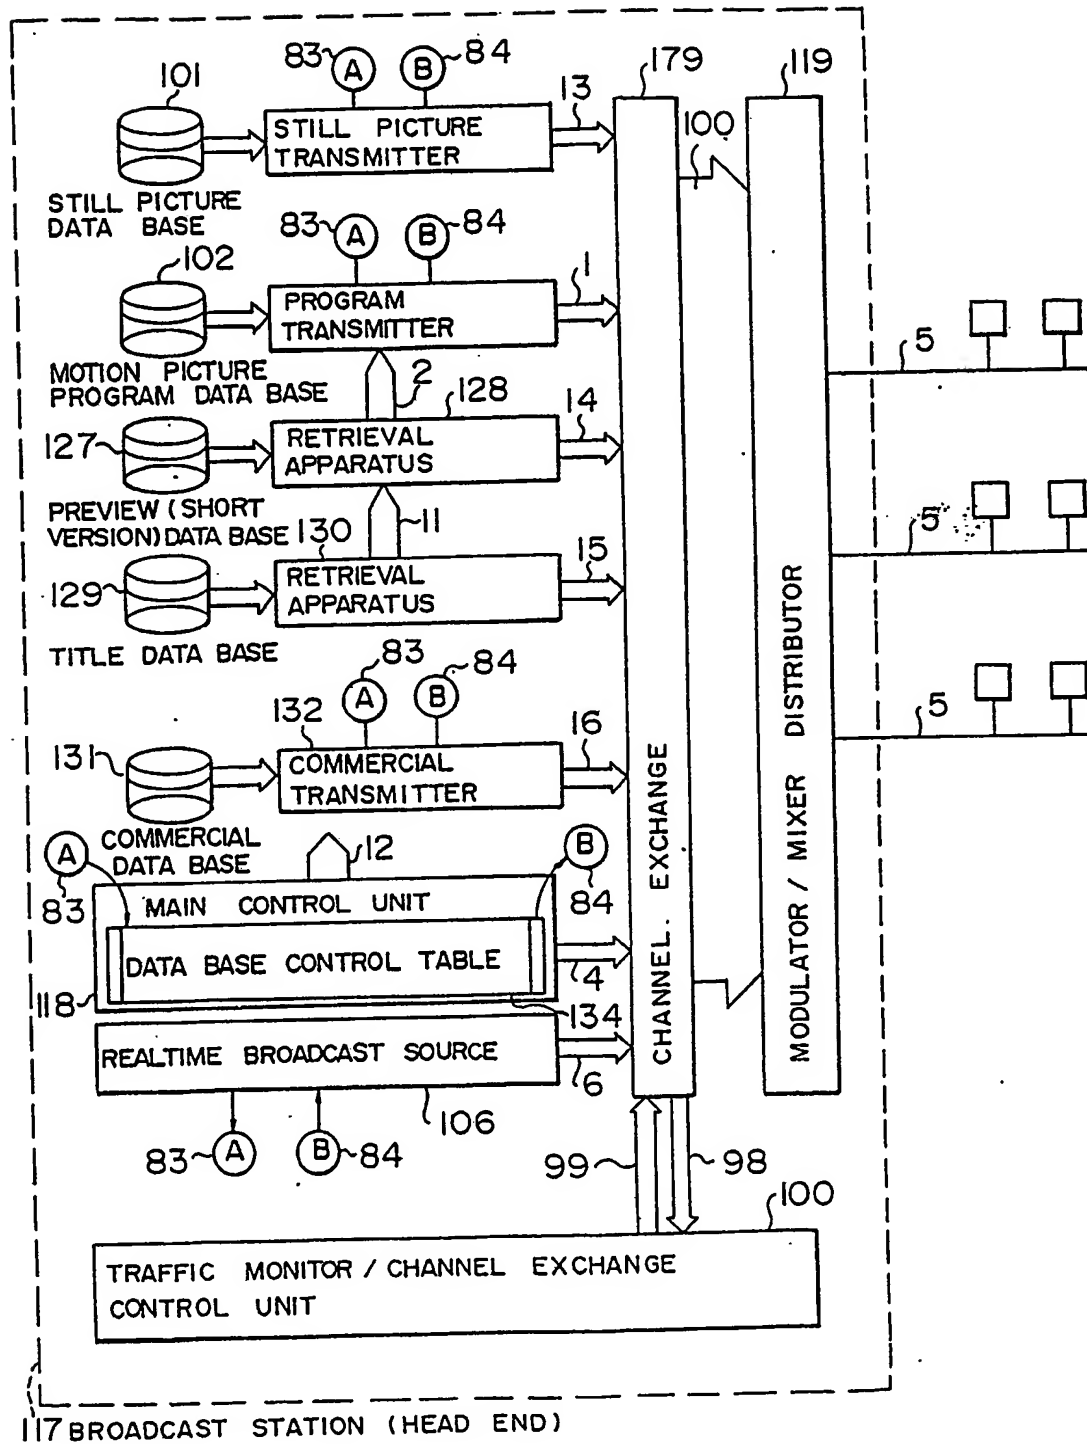 83 A B 84
179
119
101
STILL PICTURE
TRANSMITTER
13
100
STILL PICTURE
DATA BASE
83 A B 84
102
PROGRAM
TRANSMITTER
1
5
MOTION PICTURE
PROGRAM DATA BASE
2
128
14
127
RETRIEVAL
APPARATUS
PREVIEW (SHORT
VERSION) DATA BASE
130
11
15
5
129
RETRIEVAL
APPARATUS
TITLE DATA BASE
83
84
A B
132
16
5
131
COMMERCIAL
TRANSMITTER
COMMERCIAL
DATA BASE
A
83
12
B
84
MAIN CONTROL UNIT
DATA BASE CONTROL TABLE
4
118
134
REALTIME BROADCAST SOURCE
6
106
83 A B 84
CHANNEL. EXCHANGE
MODULATOR / MIXER DISTRIBUTOR
99
98
100
TRAFFIC MONITOR / CHANNEL EXCHANGE
CONTROL UNIT
117 BROADCAST STATION (HEAD END)